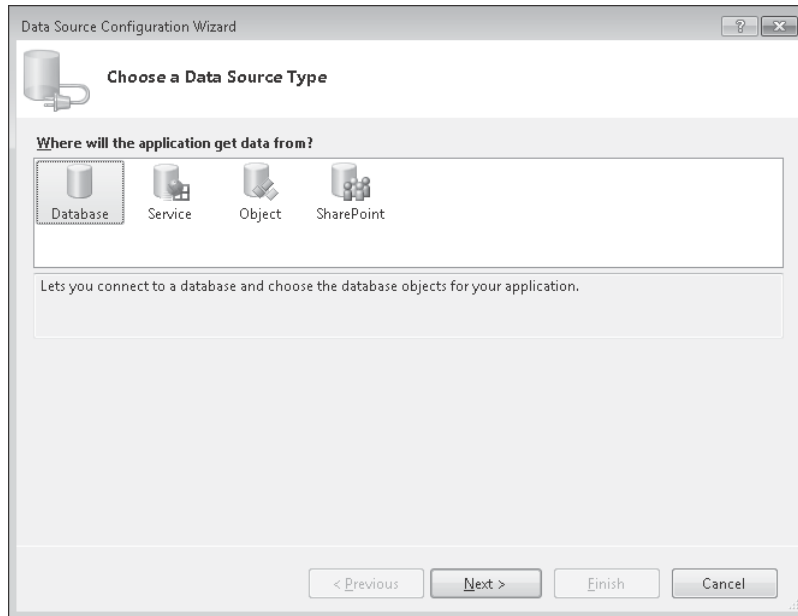 Data Source Configuration Wizard
Choose a Data Source Type
Where will the application get data from?
Database Service Object SharePoint
Lets you connect to a database and choose the database objects for your application.
< Previous Next > Finish Cancel